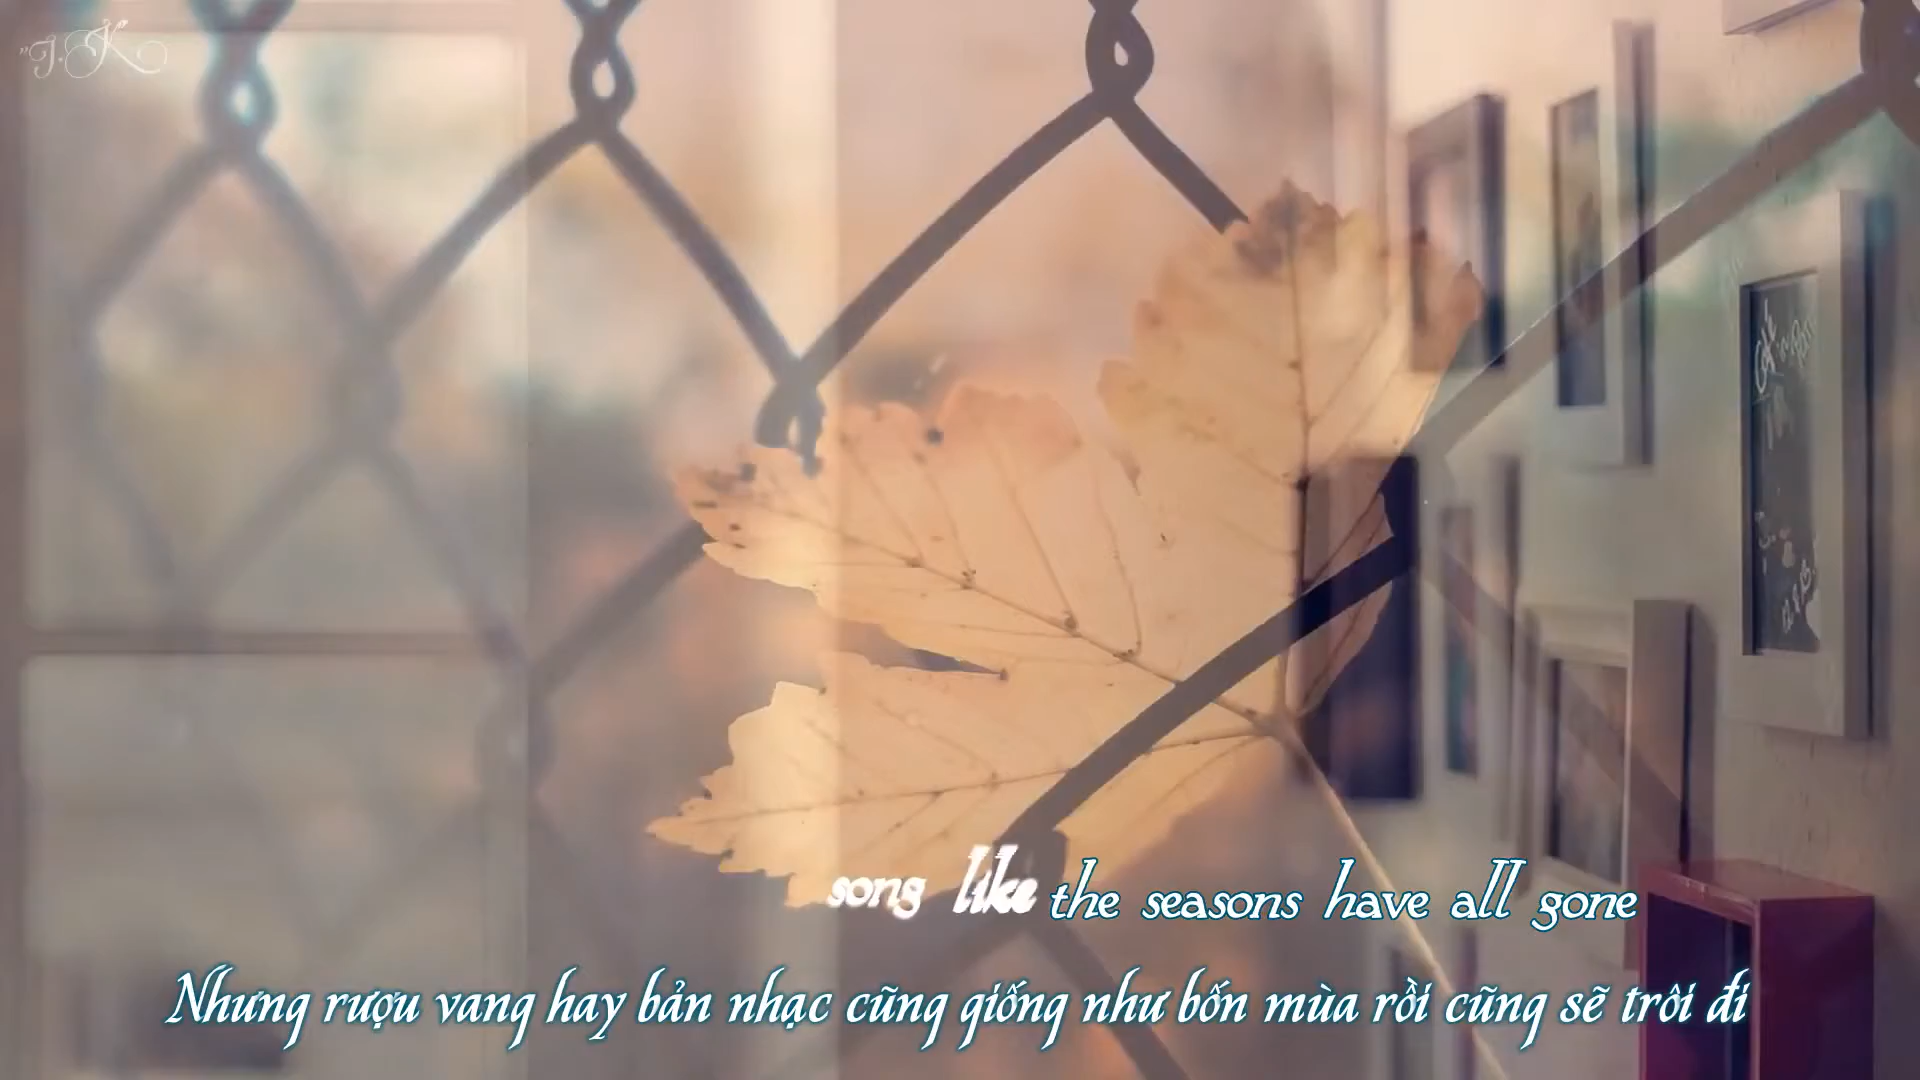 "J.K
song like the seasons have all gone
Nhưng rượu vang hay bản nhạc cũng giống như bốn mùa rồi cũng sẽ trôi đi